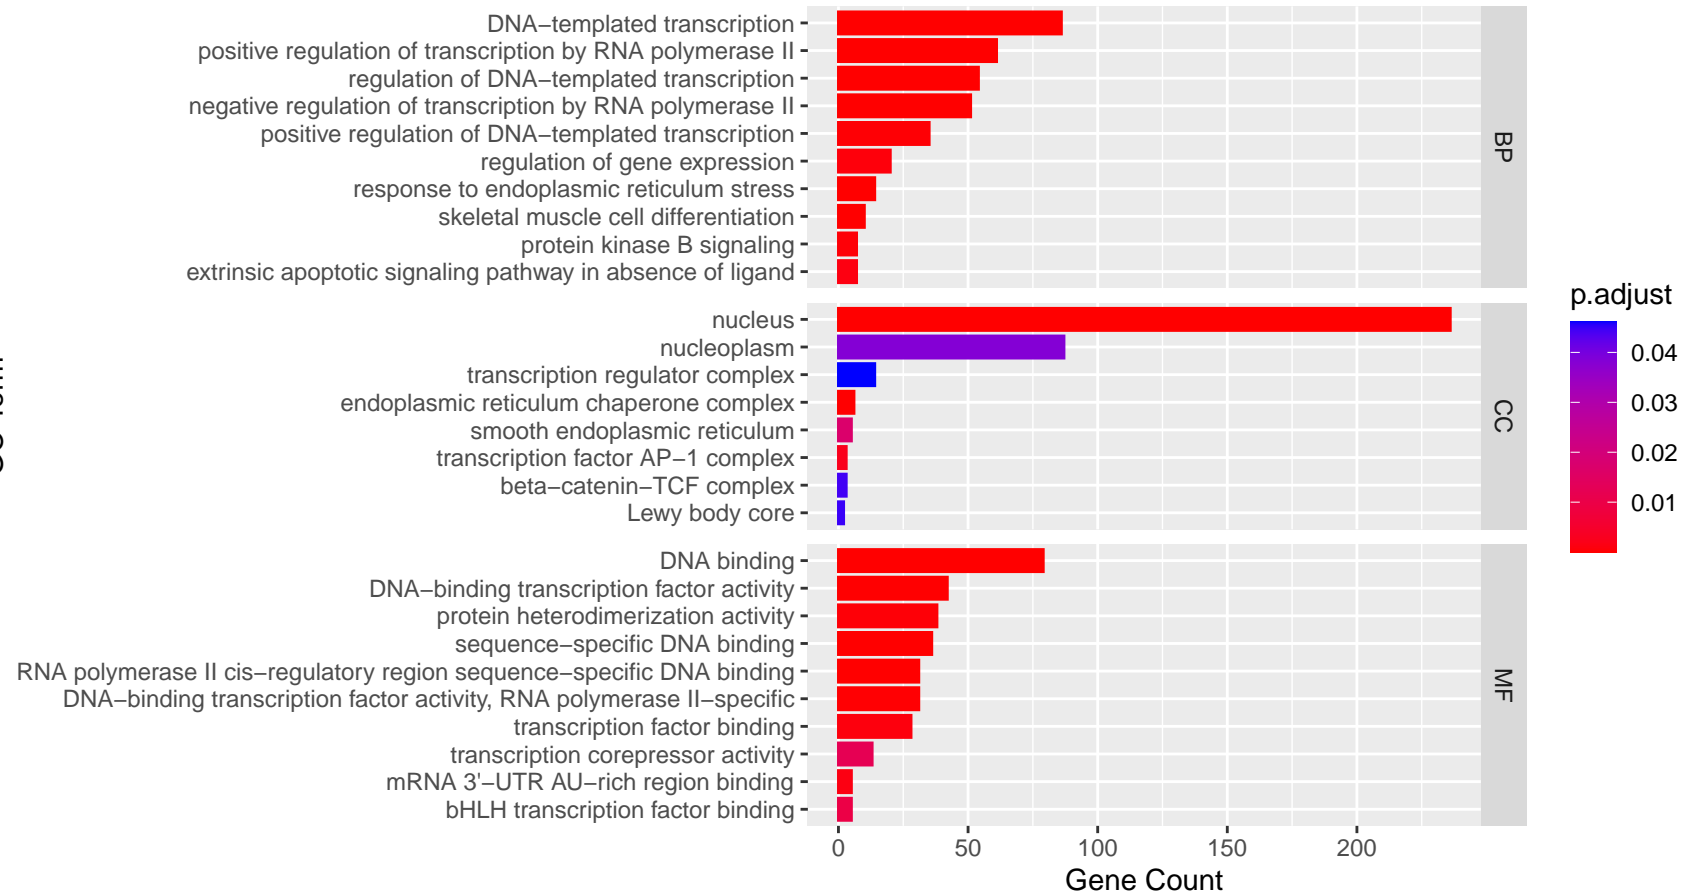 DNA−templated transcription
positive regulation of transcription by RNA polymerase II
regulation of DNA−templated transcription
negative regulation of transcription by RNA polymerase II
positive regulation of DNA−templated transcription
regulation of gene expression
response to endoplasmic reticulum stress
skeletal muscle cell differentiation
protein kinase B signaling
extrinsic apoptotic signaling pathway in absence of ligand
BP
nucleus
nucleoplasm
transcription regulator complex
endoplasmic reticulum chaperone complex
smooth endoplasmic reticulum
transcription factor AP−1 complex
beta−catenin−TCF complex
Lewy body core
CC
DNA binding
DNA−binding transcription factor activity
protein heterodimerization activity
sequence−specific DNA binding
RNA polymerase II cis−regulatory region sequence−specific DNA binding
DNA−binding transcription factor activity, RNA polymerase II−specific
transcription factor binding
transcription corepressor activity
mRNA 3'−UTR AU−rich region binding
bHLH transcription factor binding
MF
0 50 100 150 200
Gene Count
p.adjust
0.04
0.03
0.02
0.01